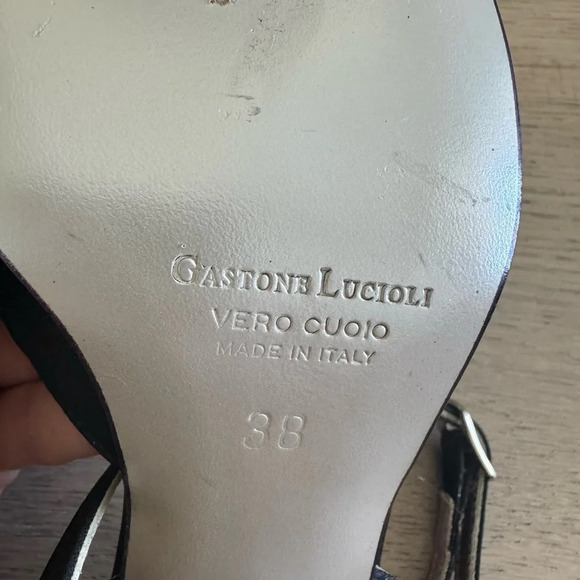 GASTONE LUCIOLI
VERO CUOIO
MADE IN ITALY
38